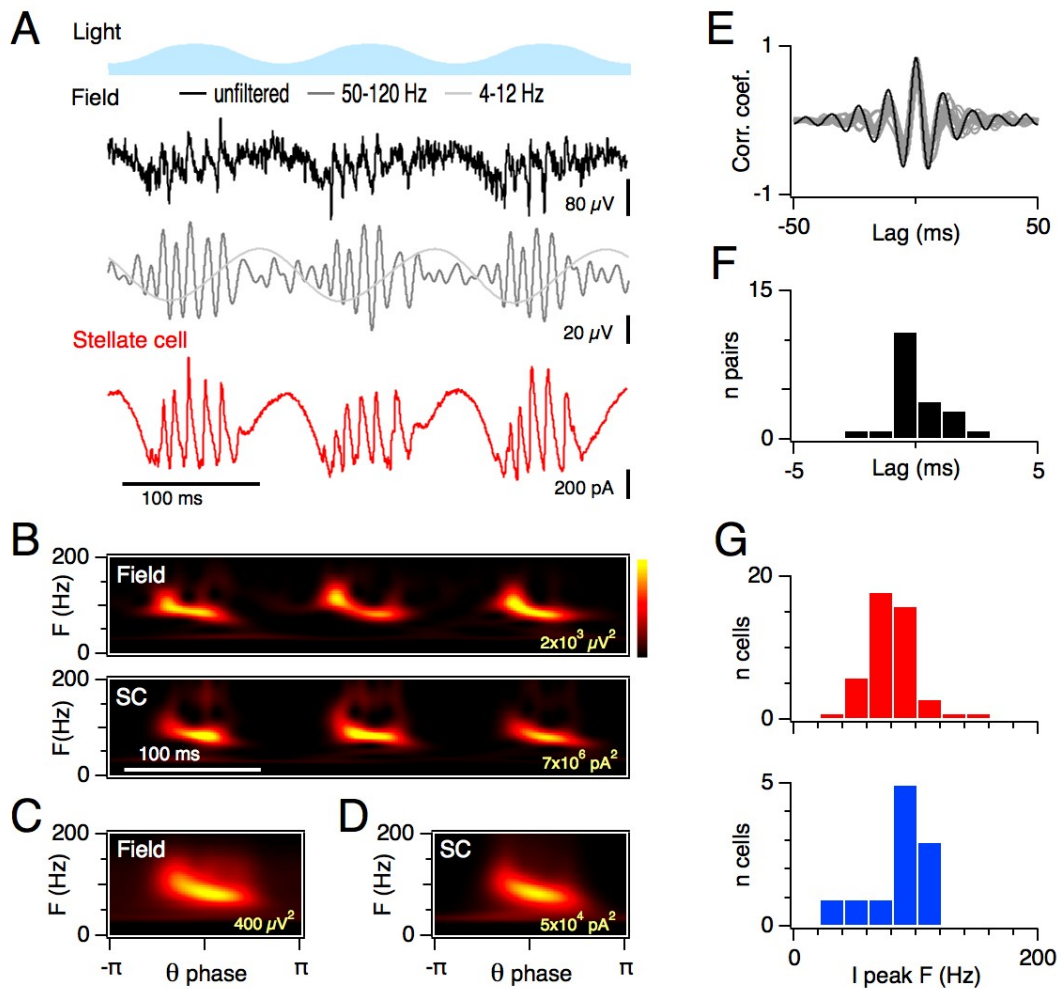 A
Light
Field
unfiltered 50-120 Hz 4-12 Hz
80 µV
20 µV
Stellate cell
200 pA
100 ms
B
200
F (Hz)
0
Field
2x10³ µV²
200
F(Hz)
0
SC
100 ms
7x10⁶ pA²
C
200
F (Hz)
0
Field
400 µV²
-π
θ phase
π
D
200
F (Hz)
0
SC
5x10⁴ pA²
-π
θ phase
π
E
1
Corr. coef.
-1
-50
Lag (ms)
50
F
15
n pairs
0
-5
Lag (ms)
5
G
20
n cells
0
5
n cells
0
0
I peak F (Hz)
200